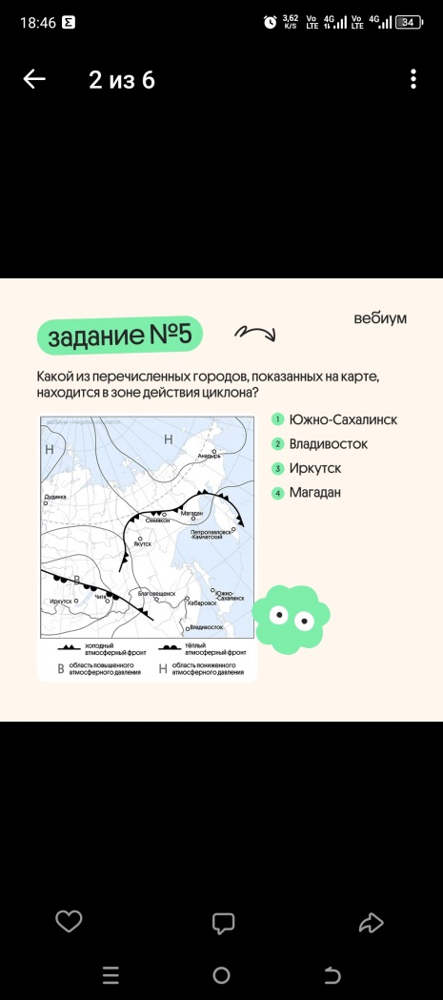 18:46
3,62 K/S Vo LTE 4G Vo LTE 4G 34
2 из 6
задание №5
вебиум
Какой из перечисленных городов, показанных на карте,
находится в зоне действия циклона?
1 Южно-Сахалинск
2 Владивосток
3 Иркутск
4 Магадан
Н
Н
Анадырь
Дудинка
Оймякон
Магадан
Петропавловск-
-Камчатский
Якутск
В
Иркутск
Чита
Благовещенск
Хабаровск
Южно-
-Сахалинск
Владивосток
холодный
атмосферный фронт
тёплый
атмосферный фронт
В область повышенного
атмосферного давления
Н область пониженного
атмосферного давления